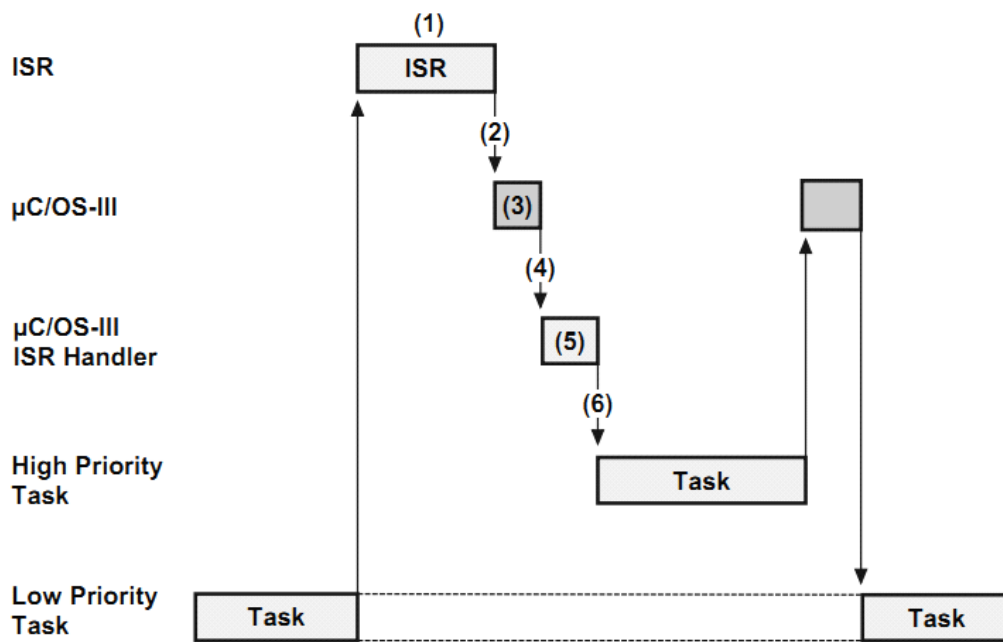 (1)
ISR
ISR
(2)
µC/OS-III
(3)
(4)
µC/OS-III
ISR Handler
(5)
(6)
High Priority
Task
Task
Low Priority
Task
Task
Task